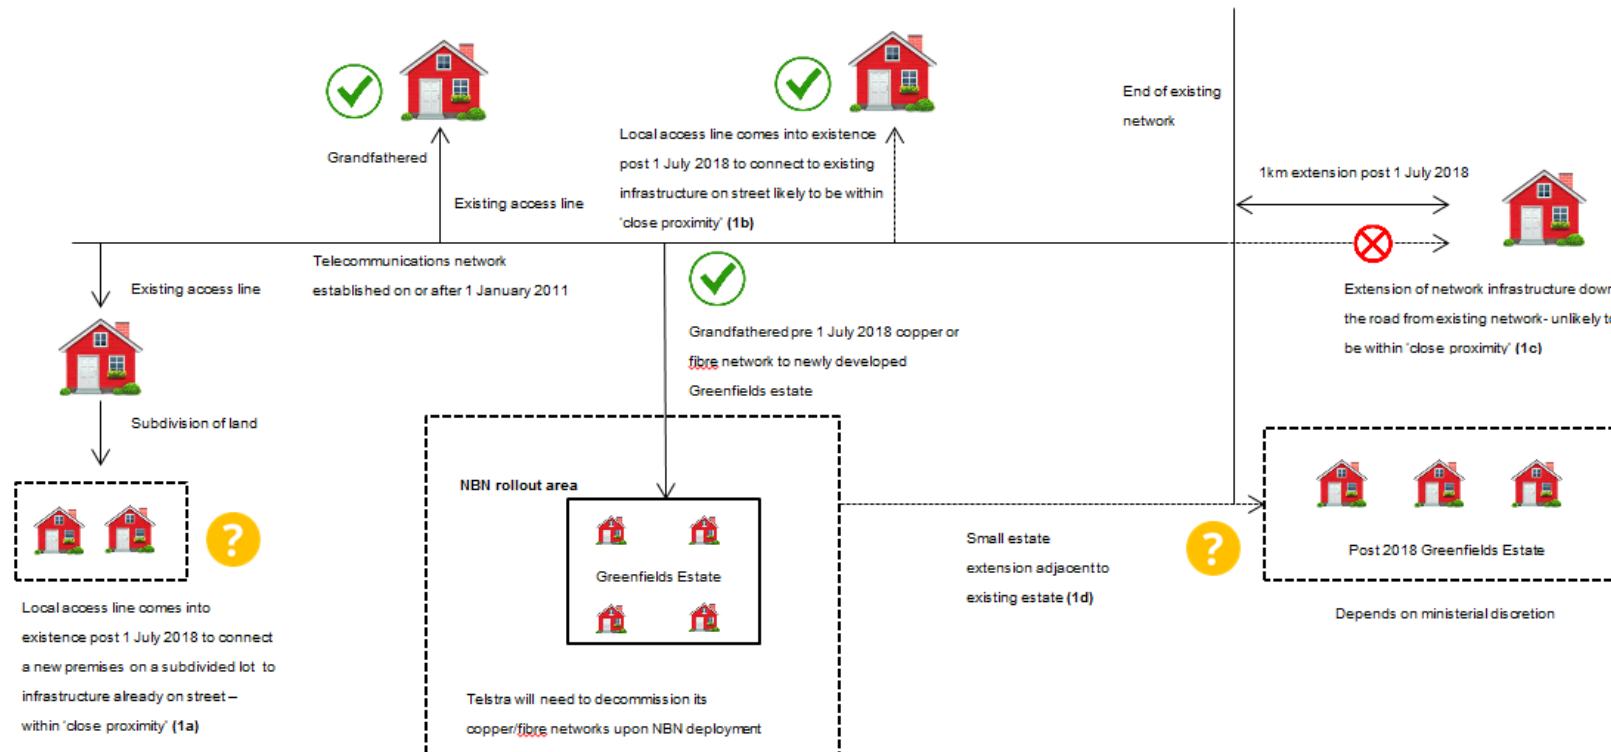 Grandfathered
Existing access line
Local access line comes into existence
post 1 July 2018 to connect to existing
infrastructure on street likely to be within
'close proximity' (1b)
End of existing
network
1km extension post 1 July 2018
Telecommunications network
established on or after 1 January 2011
Existing access line
Extension of network infrastructure down
the road from existing network- unlikely to
be within 'close proximity' (1c)
Grandfathered pre 1 July 2018 copper or
fibre network to newly developed
Greenfields estate
Subdivision of land
NBN rollout area
Greenfields Estate
Small estate
extension adjacent to
existing estate (1d)
?
?
Post 2018 Greenfields Estate
Depends on ministerial discretion
Local access line comes into
existence post 1 July 2018 to connect
a new premises on a subdivided lot to
infrastructure already on street –
within 'close proximity' (1a)
Telstra will need to decommission its
copper/fibre networks upon NBN deployment